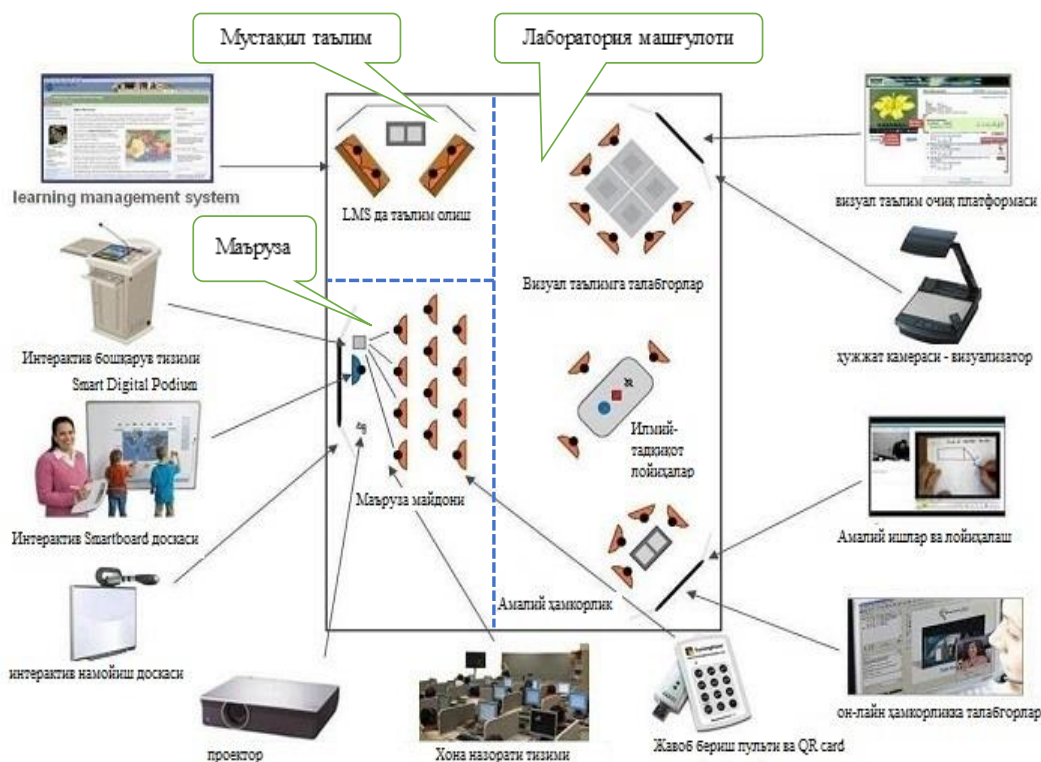 Мустақил таълим
Лаборатория машғулоти
learning management system
LMS да таълим олиш
визуал таълим очиқ платформаси
Маъруза
Визуал таълимга талабгорлар
Интерактив бошқарув тизими
Smart Digital Podium
ҳужжат камераси - визуализатор
Илмий-
тадқиқот
лойиҳалар
Маъруза майдони
Интерактив Smartboard доскаси
Амалий ишлар ва лойиҳалаш
Амалий ҳамкорлик
интерактив намойиш доскаси
он-лайн ҳамкорликка талабгорлар
проектор
Хона назорати тизими
Жавоб бериш пульти ва QR card